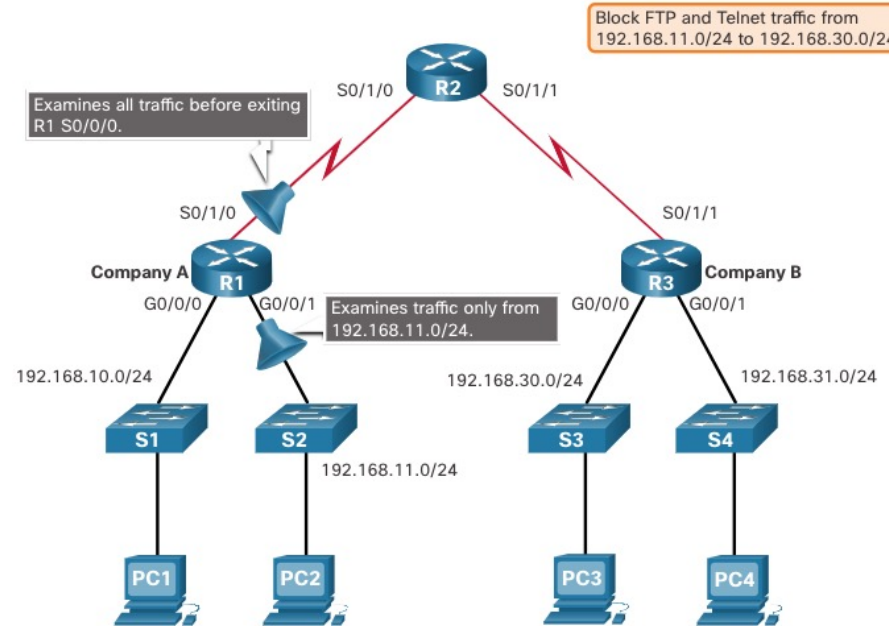 Block FTP and Telnet traffic from
192.168.11.0/24 to 192.168.30.0/24
R2
S0/1/0
S0/1/1
Examines all traffic before exiting
R1 S0/0/0.
S0/1/0
S0/1/1
Company A
R1
R3
Company B
G0/0/0
G0/0/1
G0/0/0
G0/0/1
Examines traffic only from
192.168.11.0/24.
192.168.10.0/24
192.168.30.0/24
192.168.31.0/24
S1
S2
S3
S4
192.168.11.0/24
PC1
PC2
PC3
PC4